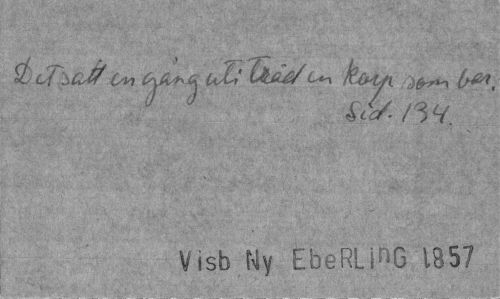 Det satt en gång uti träd en korp som bar.
Sid. 134.
Visb Ny EbeRLinG 1857